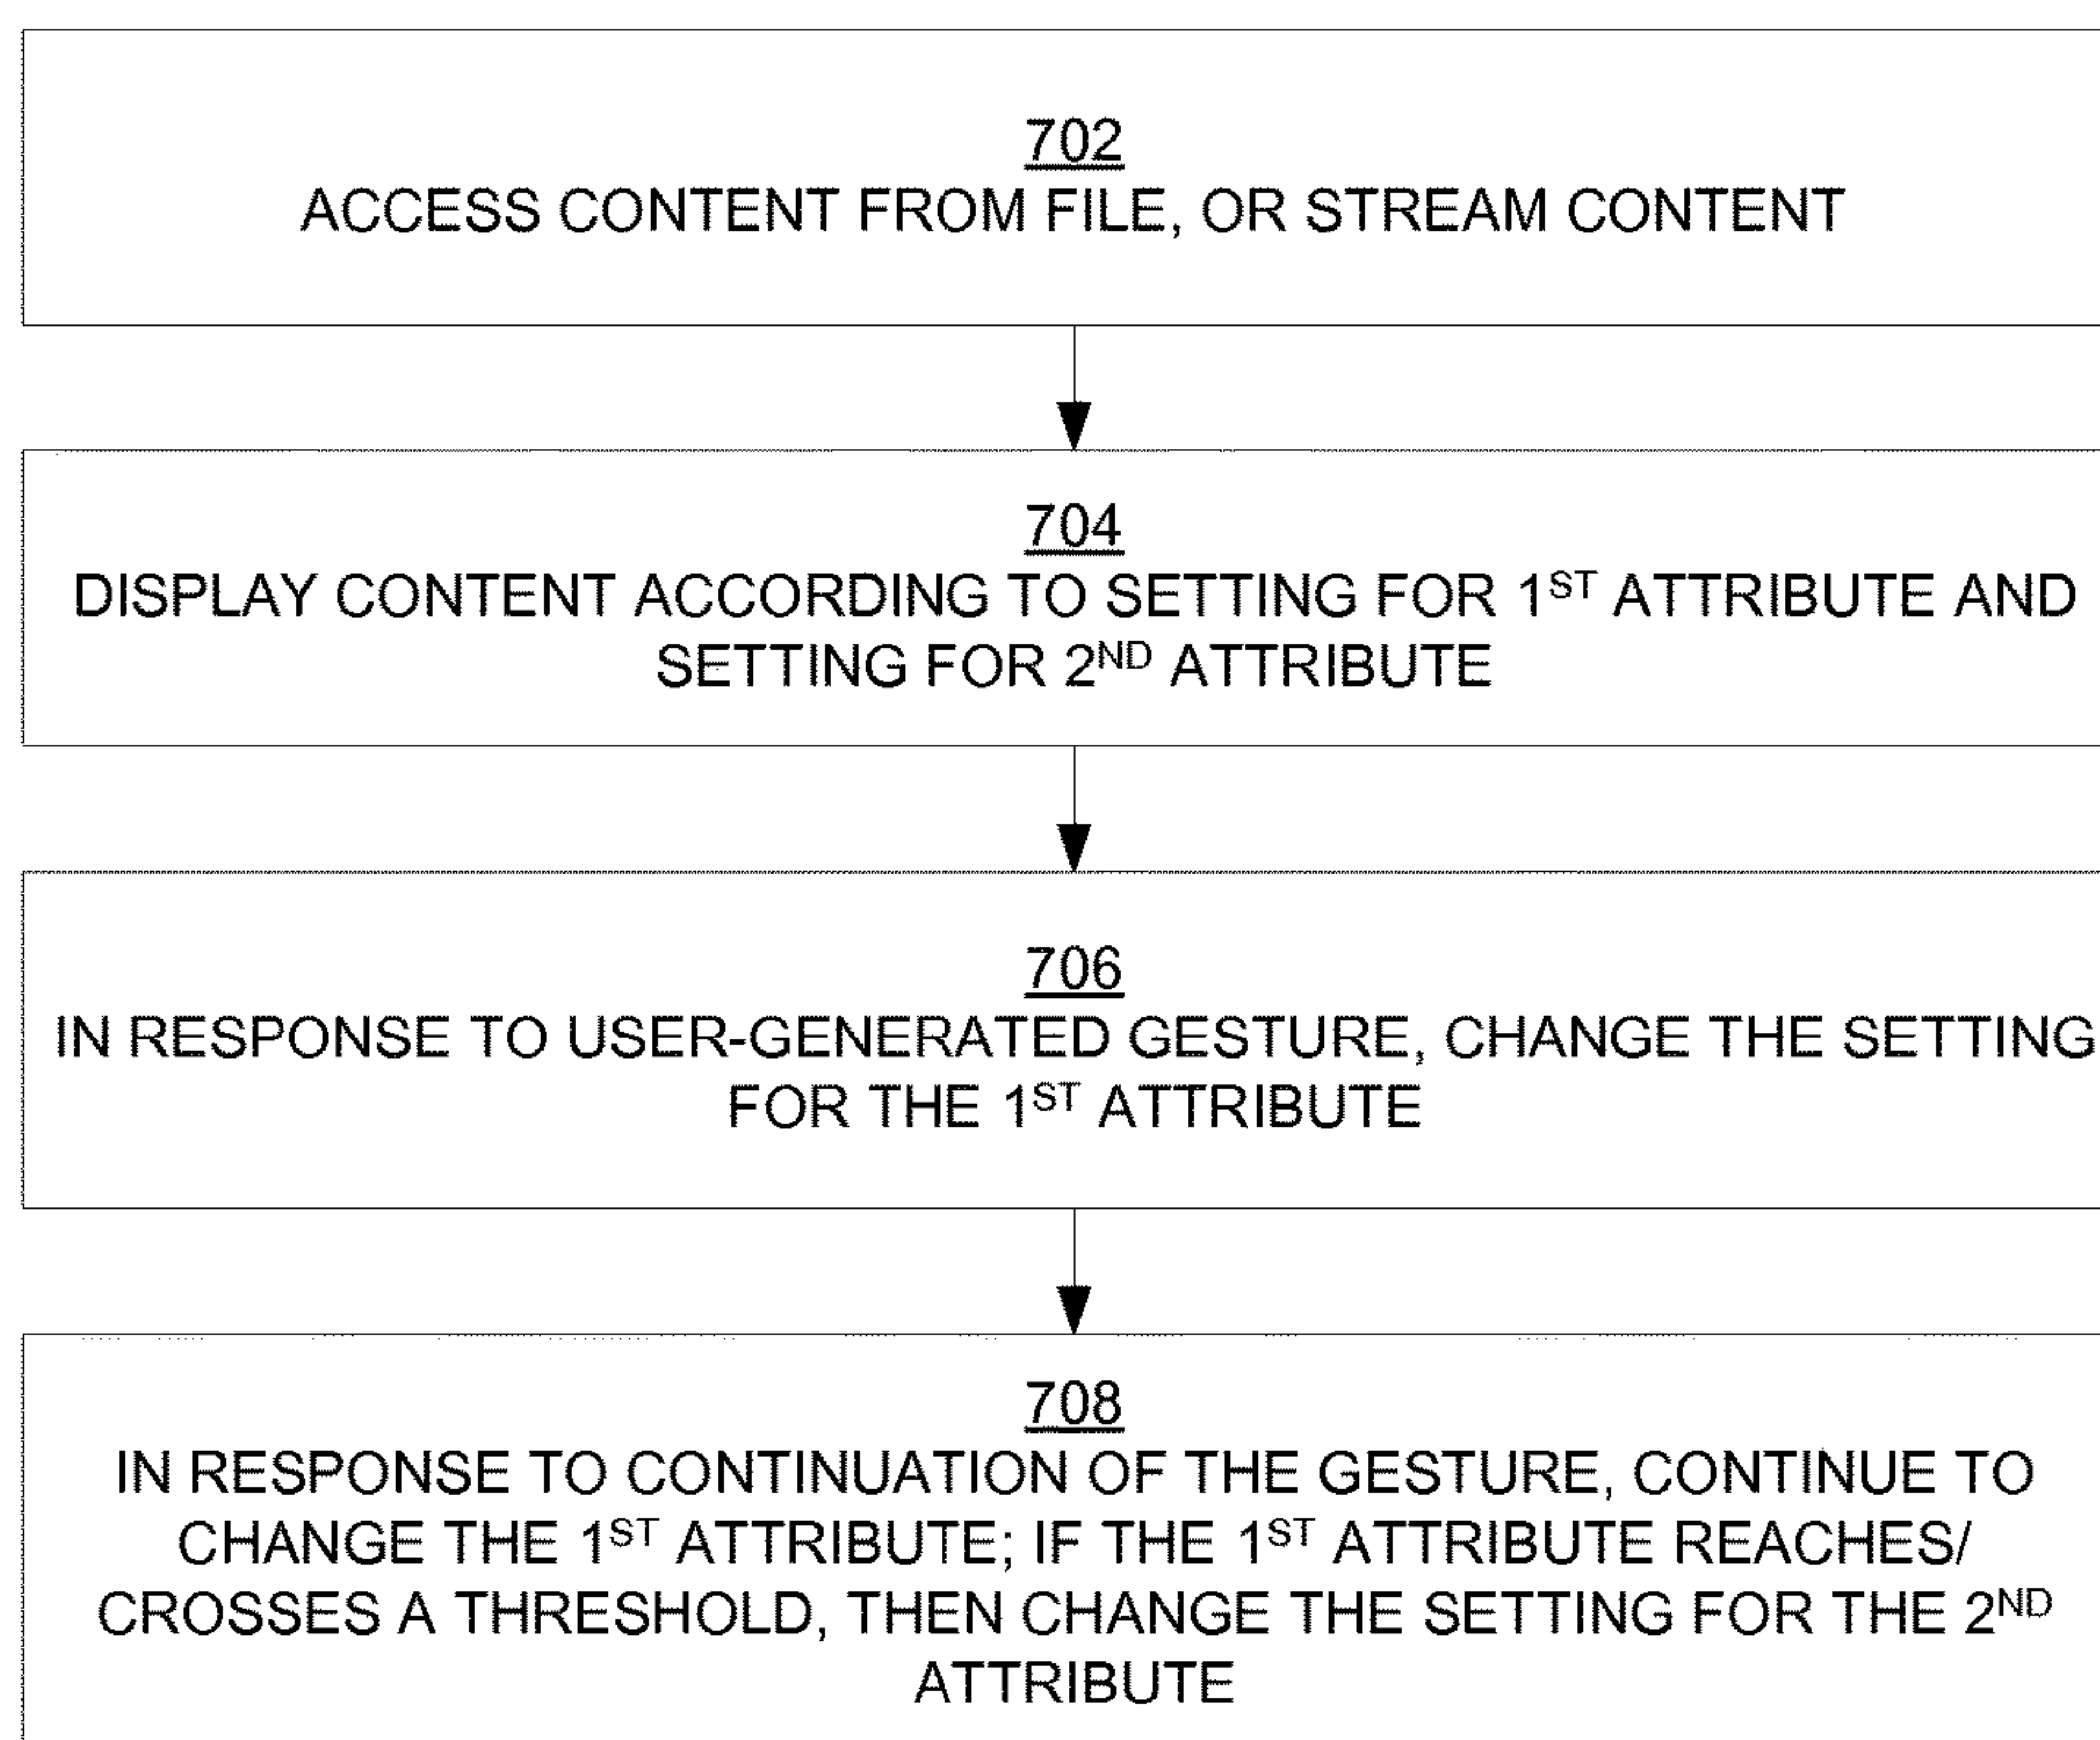 702
ACCESS CONTENT FROM FILE, OR STREAM CONTENT
704
DISPLAY CONTENT ACCORDING TO SETTING FOR 1ST ATTRIBUTE AND
SETTING FOR 2ND ATTRIBUTE
706
IN RESPONSE TO USER-GENERATED GESTURE, CHANGE THE SETTING
FOR THE 1ST ATTRIBUTE
708
IN RESPONSE TO CONTINUATION OF THE GESTURE, CONTINUE TO
CHANGE THE 1ST ATTRIBUTE; IF THE 1ST ATTRIBUTE REACHES/
CROSSES A THRESHOLD, THEN CHANGE THE SETTING FOR THE 2ND
ATTRIBUTE